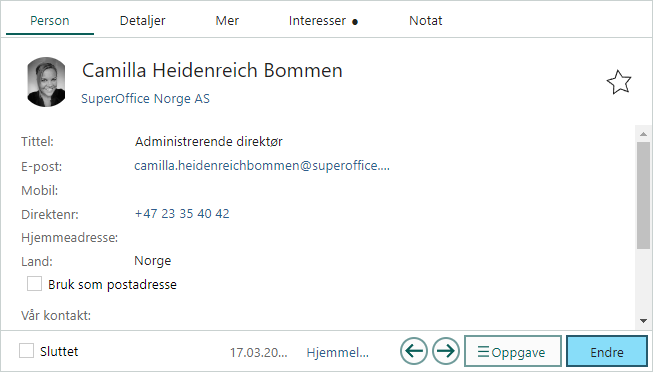 Person Detaljer Mer Interesser ● Notat
Camilla Heidenreich Bommen
SuperOffice Norge AS
Tittel: Administrerende direktør
E-post: camilla.heidenreichbommen@superoffice....
Mobil:
Direktenr: +47 23 35 40 42
Hjemmeadresse:
Land: Norge
Bruk som postadresse
Vår kontakt:
Sluttet 17.03.20... Hjemmel... Oppgave Endre